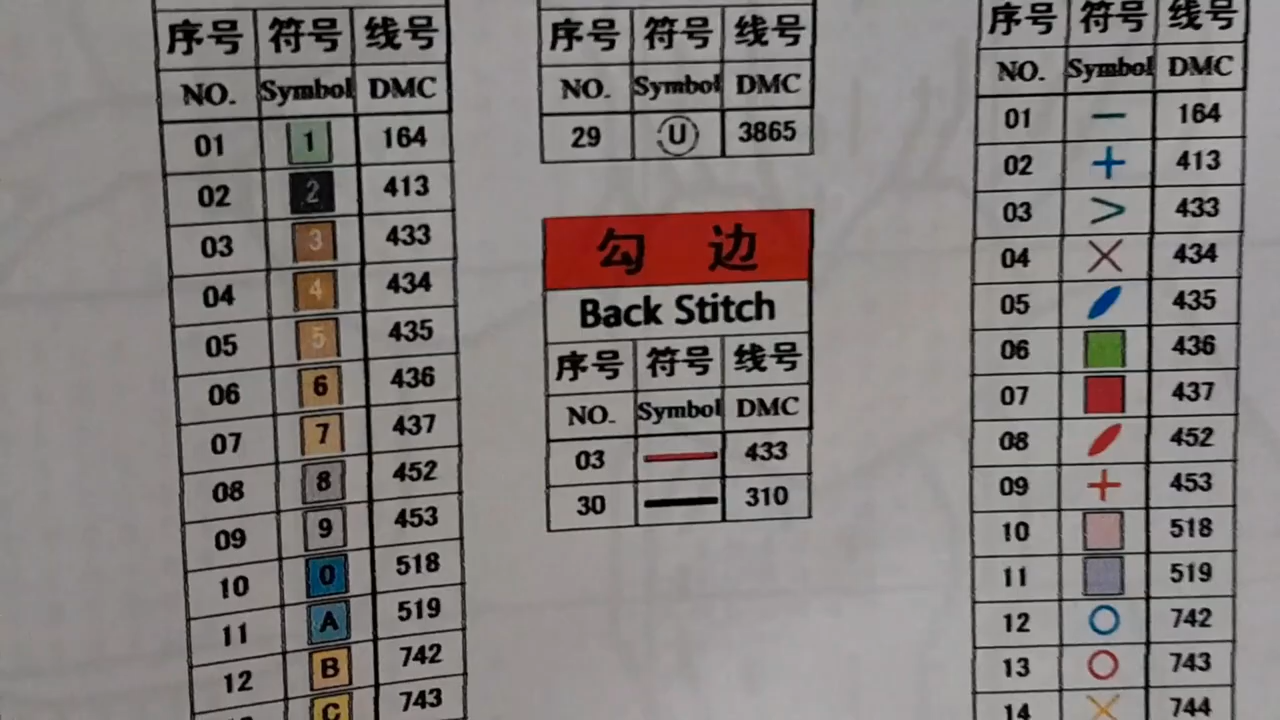 序号 符号 线号
NO. Symbol DMC
01 1 164
02 2 413
03 3 433
04 4 434
05 5 435
06 6 436
07 7 437
08 8 452
09 9 453
10 0 518
11 A 519
12 B 742
C 743
序号 符号 线号
NO. Symbol DMC
29 U 3865
勾 边
Back Stitch
序号 符号 线号
NO. Symbol DMC
03 433
30 310
序号 符号 线号
NO. Symbol DMC
01 164
02 413
03 433
04 434
05 435
06 436
07 437
08 452
09 453
10 518
11 519
12 742
13 743
14 744